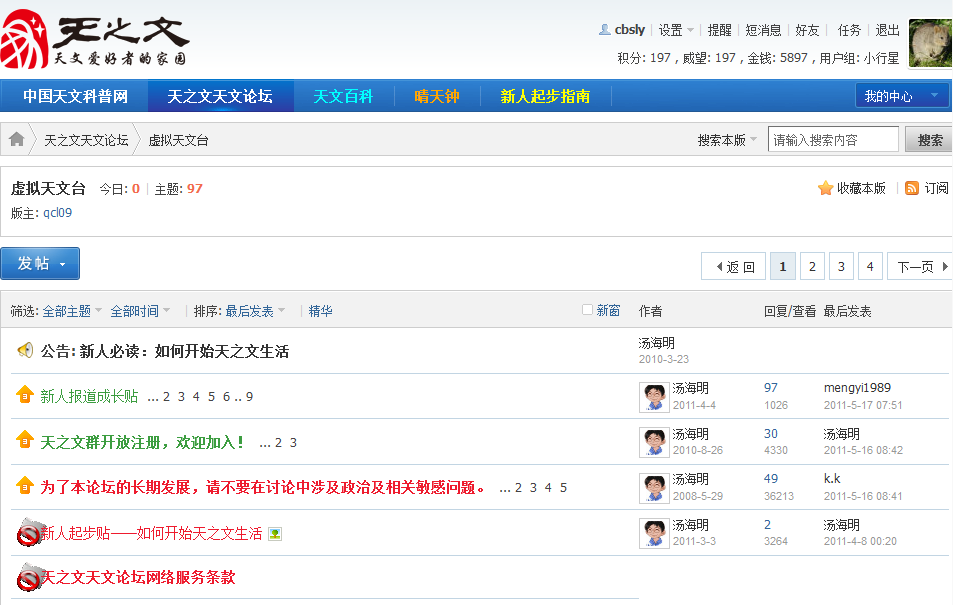 天之文
天文爱好者的家园
cbsly 设置 提醒 短消息 好友 任务 退出
积分: 197 , 威望: 197 , 金钱: 5897 , 用户组: 小行星
中国天文科普网 天之文天文论坛 天文百科 晴天钟 新人起步指南 我的中心
天之文天文论坛 虚拟天文台 搜索本版 请输入搜索内容 搜索
虚拟天文台 今日: 0 主题: 97 收藏本版 订阅
版主: qcl09
发帖 返回 1 2 3 4 下一页
筛选: 全部主题 全部时间 排序: 最后发表 精华 新窗 作者 回复/查看 最后发表
公告: 新人必读：如何开始天之文生活 汤海明
2010-3-23
新人报道成长贴 ... 2 3 4 5 6 .. 9 汤海明 97 mengyi1989
2011-4-4 1026 2011-5-17 07:51
天之文群开放注册，欢迎加入！ ... 2 3 汤海明 30 汤海明
2010-8-26 4330 2011-5-16 08:42
为了本论坛的长期发展，请不要在讨论中涉及政治及相关敏感问题。 ... 2 3 4 5 汤海明 49 k.k
2008-5-29 36213 2011-5-16 08:41
新人起步贴——如何开始天之文生活 汤海明 2 汤海明
2011-3-3 3264 2011-4-8 00:20
天之文天文论坛网络服务条款